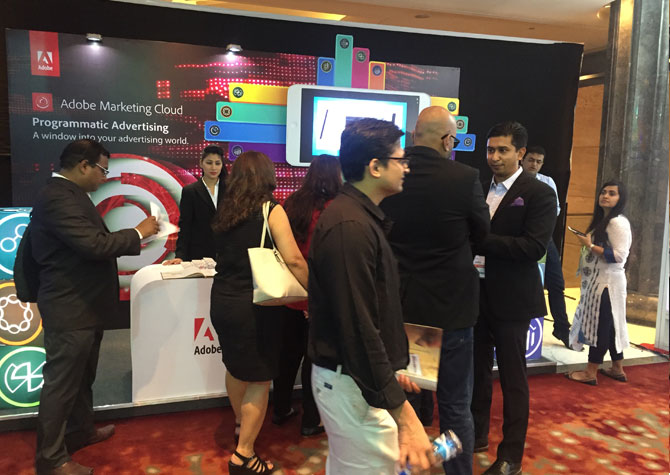 Adobe
Adobe Marketing Cloud
Programmatic Advertising
A window into your advertising world.
Adobe